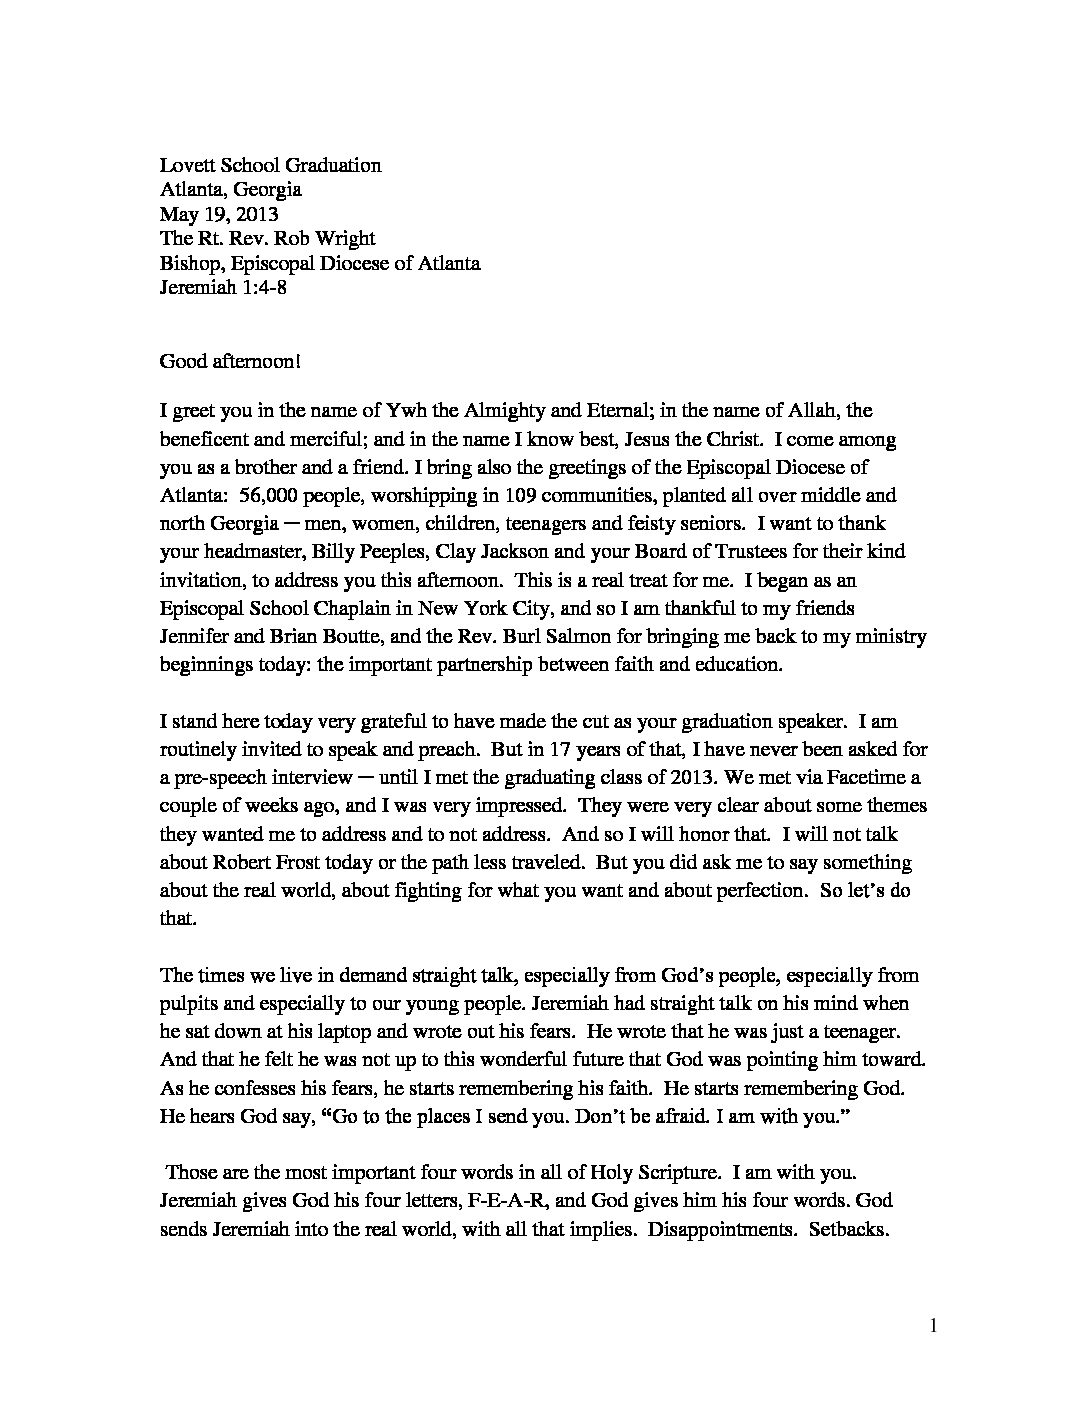 Lovett School Graduation
Atlanta, Georgia
May 19, 2013
The Rt. Rev. Rob Wright
Bishop, Episcopal Diocese of Atlanta
Jeremiah 1:4-8
Good afternoon!
I greet you in the name of Ywh the Almighty and Eternal; in the name of Allah, the
beneficent and merciful; and in the name I know best, Jesus the Christ.  I come among
you as a brother and a friend. I bring also the greetings of the Episcopal Diocese of
Atlanta:  56,000 people, worshipping in 109 communities, planted all over middle and
north Georgia — men, women, children, teenagers and feisty seniors.  I want to thank
your headmaster, Billy Peeples, Clay Jackson and your Board of Trustees for their kind
invitation, to address you this afternoon.  This is a real treat for me.  I began as an
Episcopal School Chaplain in New York City, and so I am thankful to my friends
Jennifer and Brian Boutte, and the Rev. Burl Salmon for bringing me back to my ministry
beginnings today: the important partnership between faith and education.
I stand here today very grateful to have made the cut as your graduation speaker.  I am
routinely invited to speak and preach.  But in 17 years of that, I have never been asked for
a pre-speech interview — until I met the graduating class of 2013. We met via Facetime a
couple of weeks ago, and I was very impressed.  They were very clear about some themes
they wanted me to address and to not address.  And so I will honor that.  I will not talk
about Robert Frost today or the path less traveled.  But you did ask me to say something
about the real world, about fighting for what you want and about perfection.  So let’s do
that.
The times we live in demand straight talk, especially from God’s people, especially from
pulpits and especially to our young people. Jeremiah had straight talk on his mind when
he sat down at his laptop and wrote out his fears.  He wrote that he was just a teenager.
And that he felt he was not up to this wonderful future that God was pointing him toward.
As he confesses his fears, he starts remembering his faith.  He starts remembering God.
He hears God say, “Go to the places I send you. Don’t be afraid. I am with you.”
Those are the most important four words in all of Holy Scripture.  I am with you.
Jeremiah gives God his four letters, F-E-A-R, and God gives him his four words. God
sends Jeremiah into the real world, with all that implies.  Disappointments.  Setbacks.
1